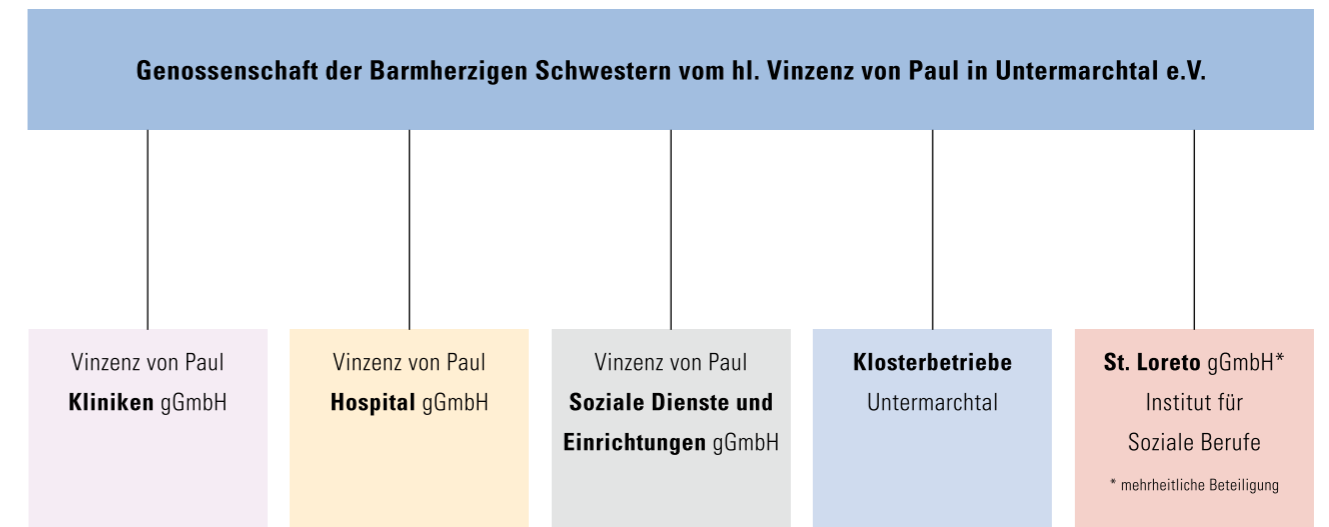 Genossenschaft der Barmherzigen Schwestern vom hl. Vinzenz von Paul in Untermarchtal e.V.
Vinzenz von Paul
Kliniken gGmbH
Vinzenz von Paul
Hospital gGmbH
Vinzenz von Paul
Soziale Dienste und
Einrichtungen gGmbH
Klosterbetriebe
Untermarchtal
St. Loreto gGmbH*
Institut für
Soziale Berufe
* mehrheitliche Beteiligung